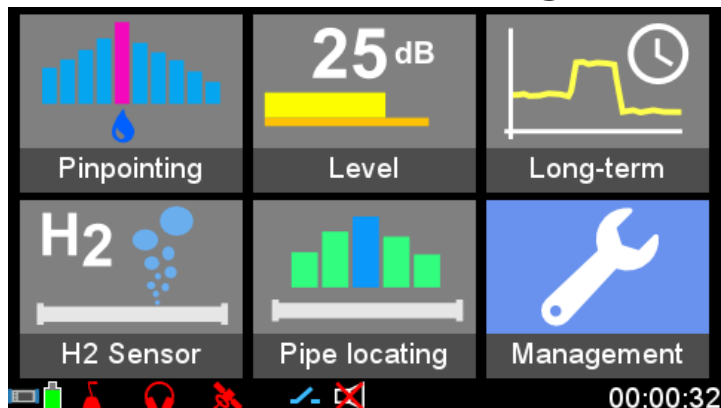 25 dB
Pinpointing
Level
Long-term
H2
H2 Sensor
Pipe locating
Management
00:00:32